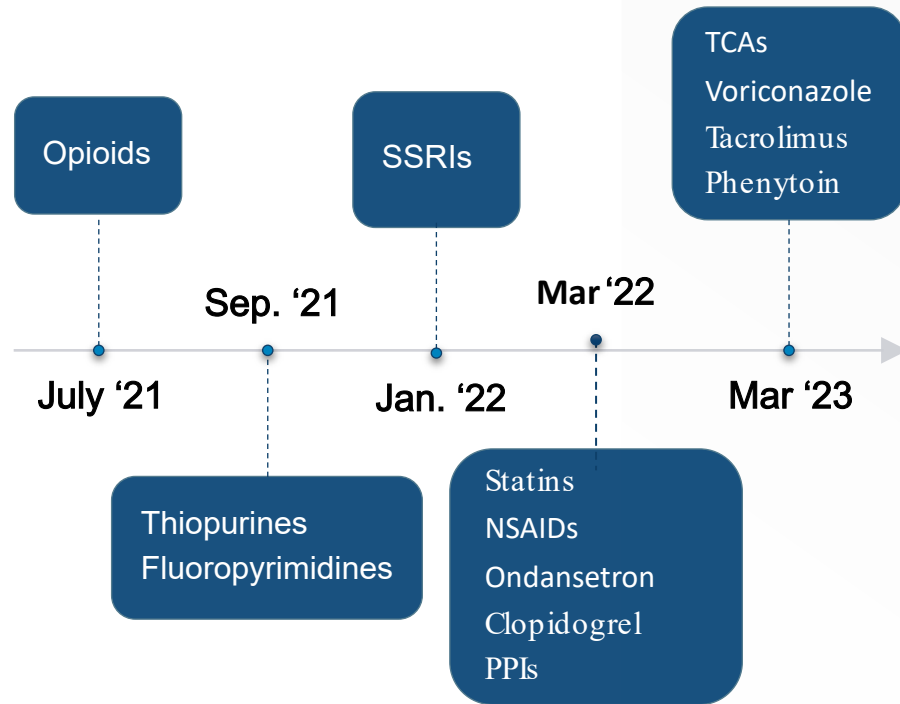 Opioids
July ‘21
Sep. ‘21
Thiopurines
Fluoropyrimidines
SSRIs
Jan. ‘22
Mar ‘22
Statins
NSAIDs
Ondansetron
Clopidogrel
PPIs
TCAs
Voriconazole
Tacrolimus
Phenytoin
Mar ‘23